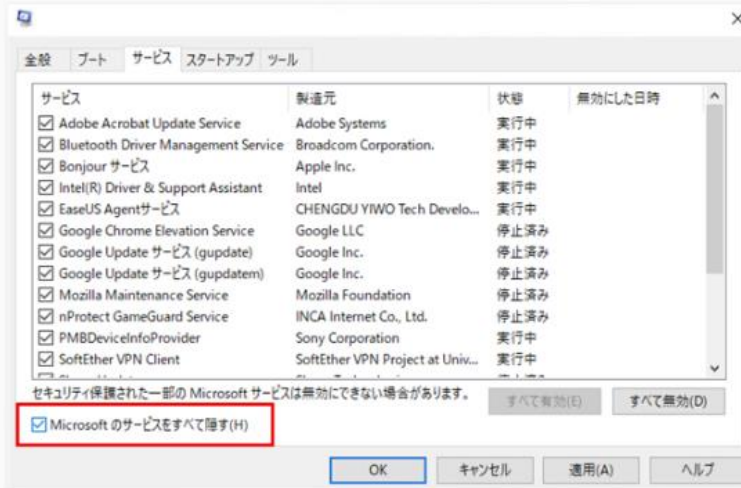 全般 ブート サービス スタートアップ ツール
サービス 製造元 状態 無効にした日時
Adobe Acrobat Update Service Adobe Systems 実行中
Bluetooth Driver Management Service Broadcom Corporation. 実行中
Bonjour サービス Apple Inc. 実行中
Intel(R) Driver & Support Assistant Intel 実行中
EaseUS Agentサービス CHENGDU YIWO Tech Develo... 実行中
Google Chrome Elevation Service Google LLC 停止済み
Google Update サービス (gupdate) Google Inc. 停止済み
Google Update サービス (gupdatem) Google Inc. 停止済み
Mozilla Maintenance Service Mozilla Foundation 停止済み
nProtect GameGuard Service INCA Internet Co., Ltd. 停止済み
PMBDeviceInfoProvider Sony Corporation 実行中
SoftEther VPN Client SoftEther VPN Project at Univ... 実行中
セキュリティ保護された一部の Microsoft サービスは無効にできない場合があります。
すべて有効(E) すべて無効(D)
Microsoft のサービスをすべて隠す(H)
OK キャンセル 適用(A) ヘルプ